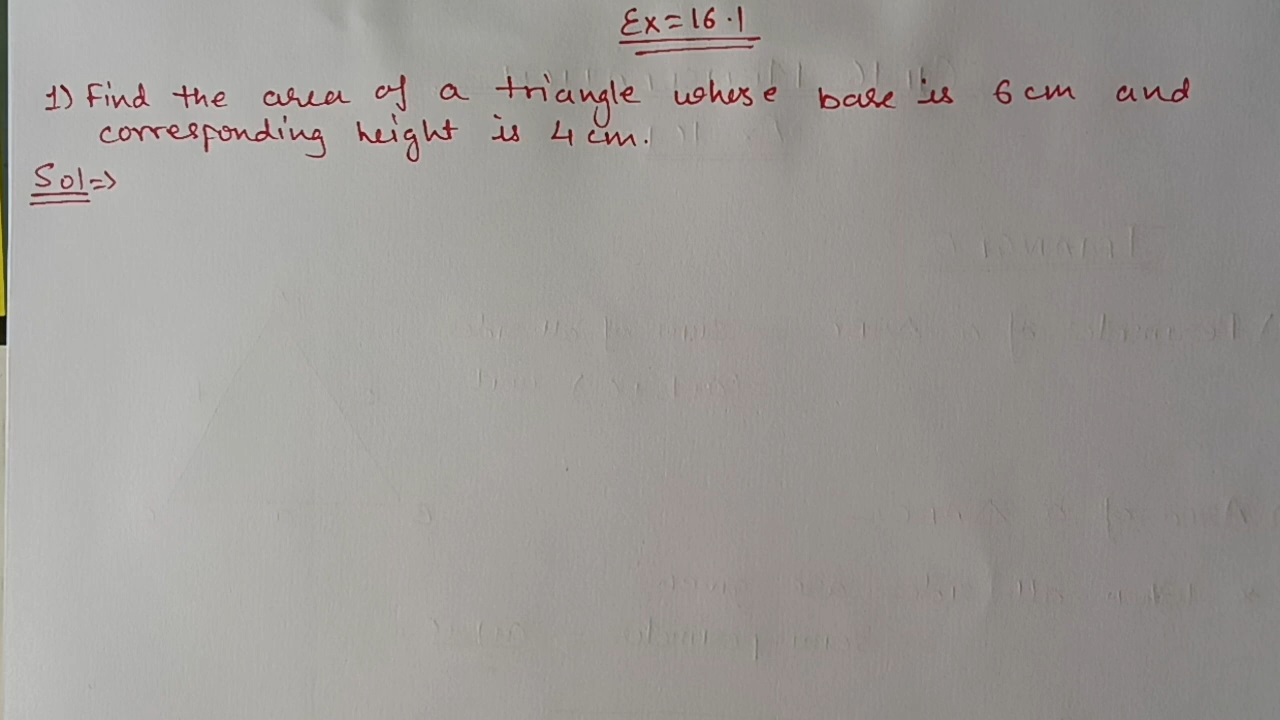 Ex = 16.1
1) Find the area of a triangle whose base is 6 cm and
corresponding height is 4 cm.
Sol =>